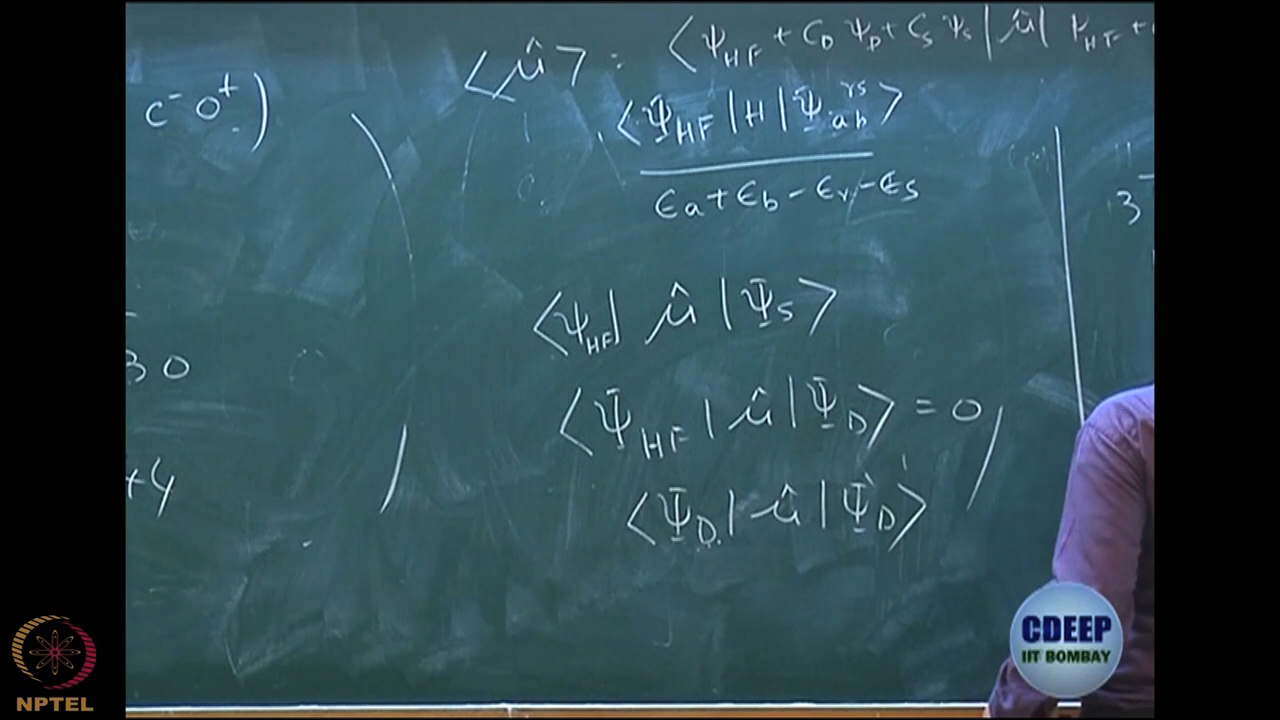 ⟨μ̂⟩ : ⟨Ψ_HF + C_D Ψ_D + C_S Ψ_S | μ̂ | Ψ_HF +
C⁻ O⁺)
⟨Ψ_HF | H | Ψ_ab^rs⟩
ϵ_a + ϵ_b - ϵ_r - ϵ_s
3
⟨Ψ_HF | μ̂ | Ψ_S⟩
30
⟨Ψ_HF | μ̂ | Ψ_D⟩ = 0
+4
⟨Ψ_D | μ̂ | Ψ_D⟩
CDEEP
IIT BOMBAY
NPTEL